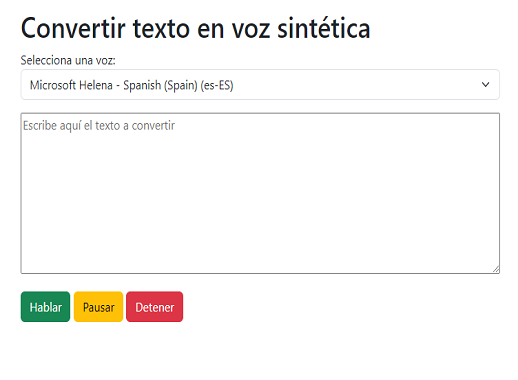 Convertir texto en voz sintética
Selecciona una voz:
Microsoft Helena - Spanish (Spain) (es-ES)
Escribe aquí el texto a convertir
Hablar Pausar Detener